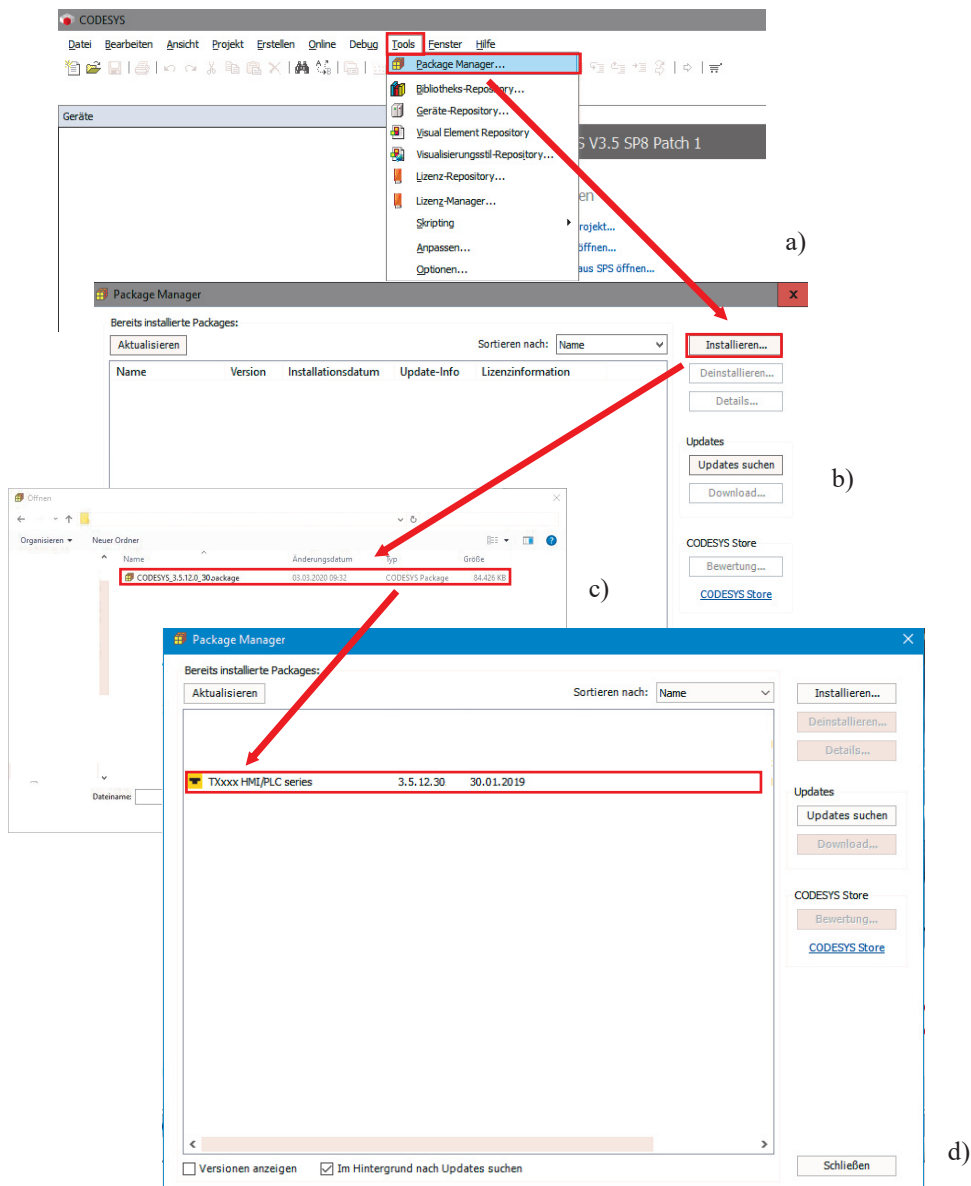 CODESYS
Datei Bearbeiten Ansicht Projekt Erstellen Online Debug Tools Fenster Hilfe
Package Manager...
Geräte
Bibliotheks-Repository...
Geräte-Repository...
Visual Element Repository
S V3.5 SP8 Patch 1
Visualisierungsstil-Repository...
Lizenz-Repository...
en
Lizenz-Manager...
Skripting
rojekt...
a)
Anpassen...
öffnen...
Optionen...
aus SPS öffnen...
Package Manager
x
Bereits installierte Packages:
Aktualisieren
Sortieren nach: Name
Installieren...
Name Version Installationsdatum Update-Info Lizenzinformation
Deinstallieren...
Details...
Updates
Updates suchen
b)
Download...
CODESYS Store
Bewertung...
CODESYS Store
Öffnen
Organisieren Neuer Ordner
Name Änderungsdatum Typ Größe
CODESYS_3.5.12.0_30.package 03.03.2020 09:32 CODESYS Package 84.426 KB
c)
Dateiname:
Package Manager
Bereits installierte Packages:
Aktualisieren
Sortieren nach: Name
Installieren...
Deinstallieren...
Details...
TXxxx HMI/PLC series 3.5.12.30 30.01.2019
Updates
Updates suchen
Download...
CODESYS Store
Bewertung...
CODESYS Store
Versionen anzeigen Im Hintergrund nach Updates suchen
Schließen
d)